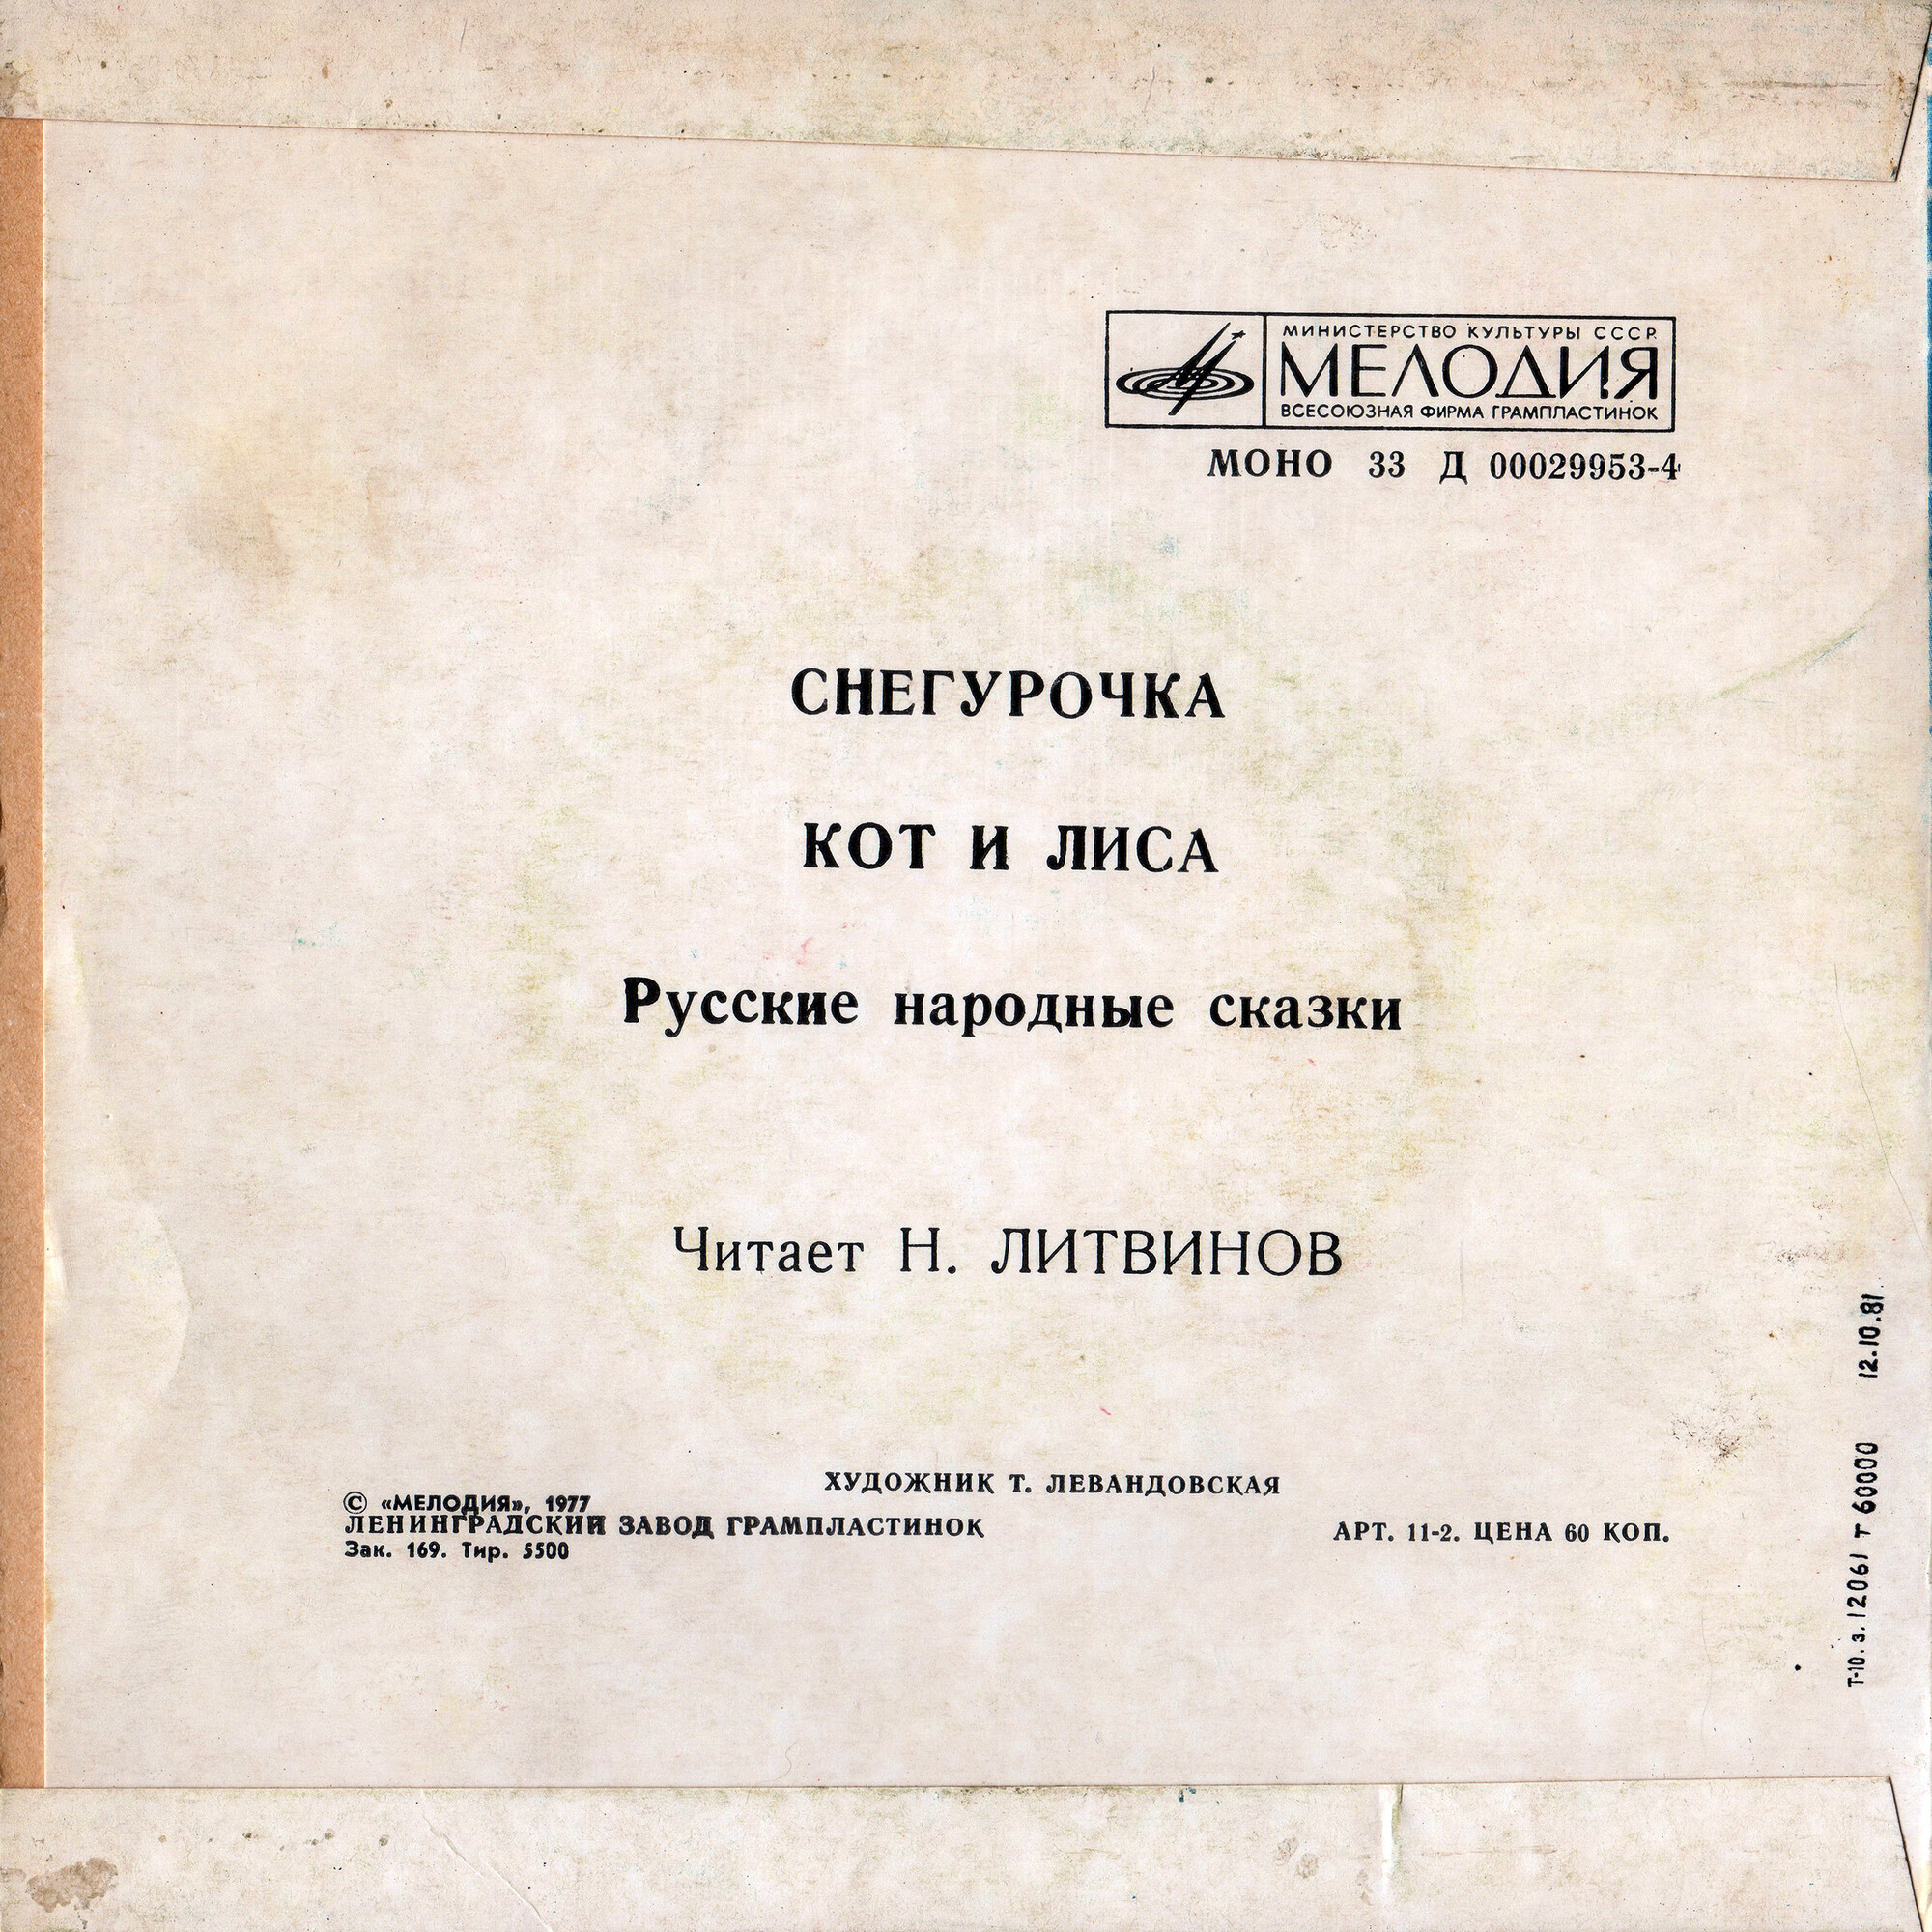 МИНИСТЕРСТВО КУЛЬТУРЫ СССР
МЕЛОДИЯ
ВСЕСОЮЗНАЯ ФИРМА ГРАМПЛАСТИНОК
МОНО 33 Д 00029953-4
СНЕГУРОЧКА
КОТ И ЛИСА
Русские народные сказки
Читает Н. ЛИТВИНОВ
ХУДОЖНИК Т. ЛЕВАНДОВСКАЯ
© «МЕЛОДИЯ», 1977
ЛЕНИНГРАДСКИЙ ЗАВОД ГРАМПЛАСТИНОК
Зак. 169. Тир. 5500
АРТ. 11-2. ЦЕНА 60 КОП.
Т-10. З. 12061 Т 60000 12.10.81